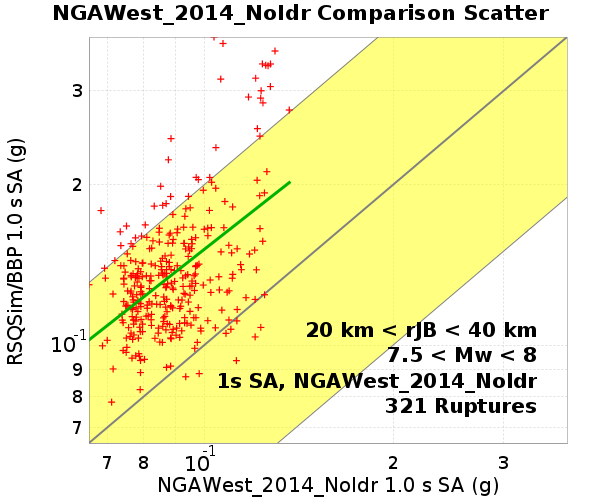 NGAWest_2014_NoIdr Comparison Scatter
RSQSim/BBP 1.0 s SA (g)
3
2
10-1
9
8
7
20 km < rJB < 40 km
7.5 < Mw < 8
1s SA, NGAWest_2014_NoIdr
321 Ruptures
7 8 10-1 2 3
NGAWest_2014_NoIdr 1.0 s SA (g)